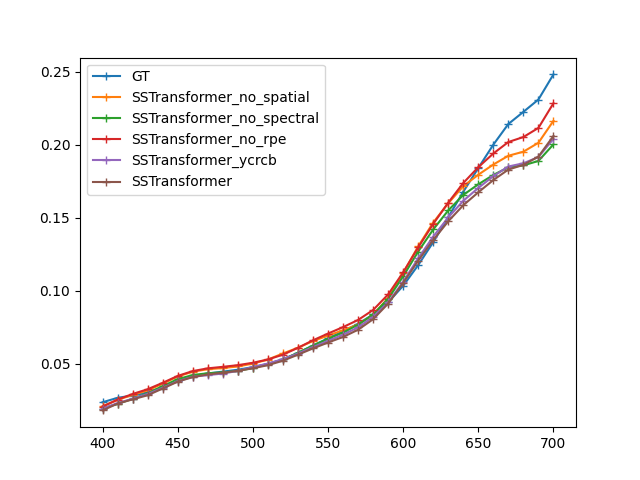 GT
SSTransformer_no_spatial
SSTransformer_no_spectral
SSTransformer_no_rpe
SSTransformer_ycrcb
SSTransformer
0.25
0.20
0.15
0.10
0.05
400 450 500 550 600 650 700